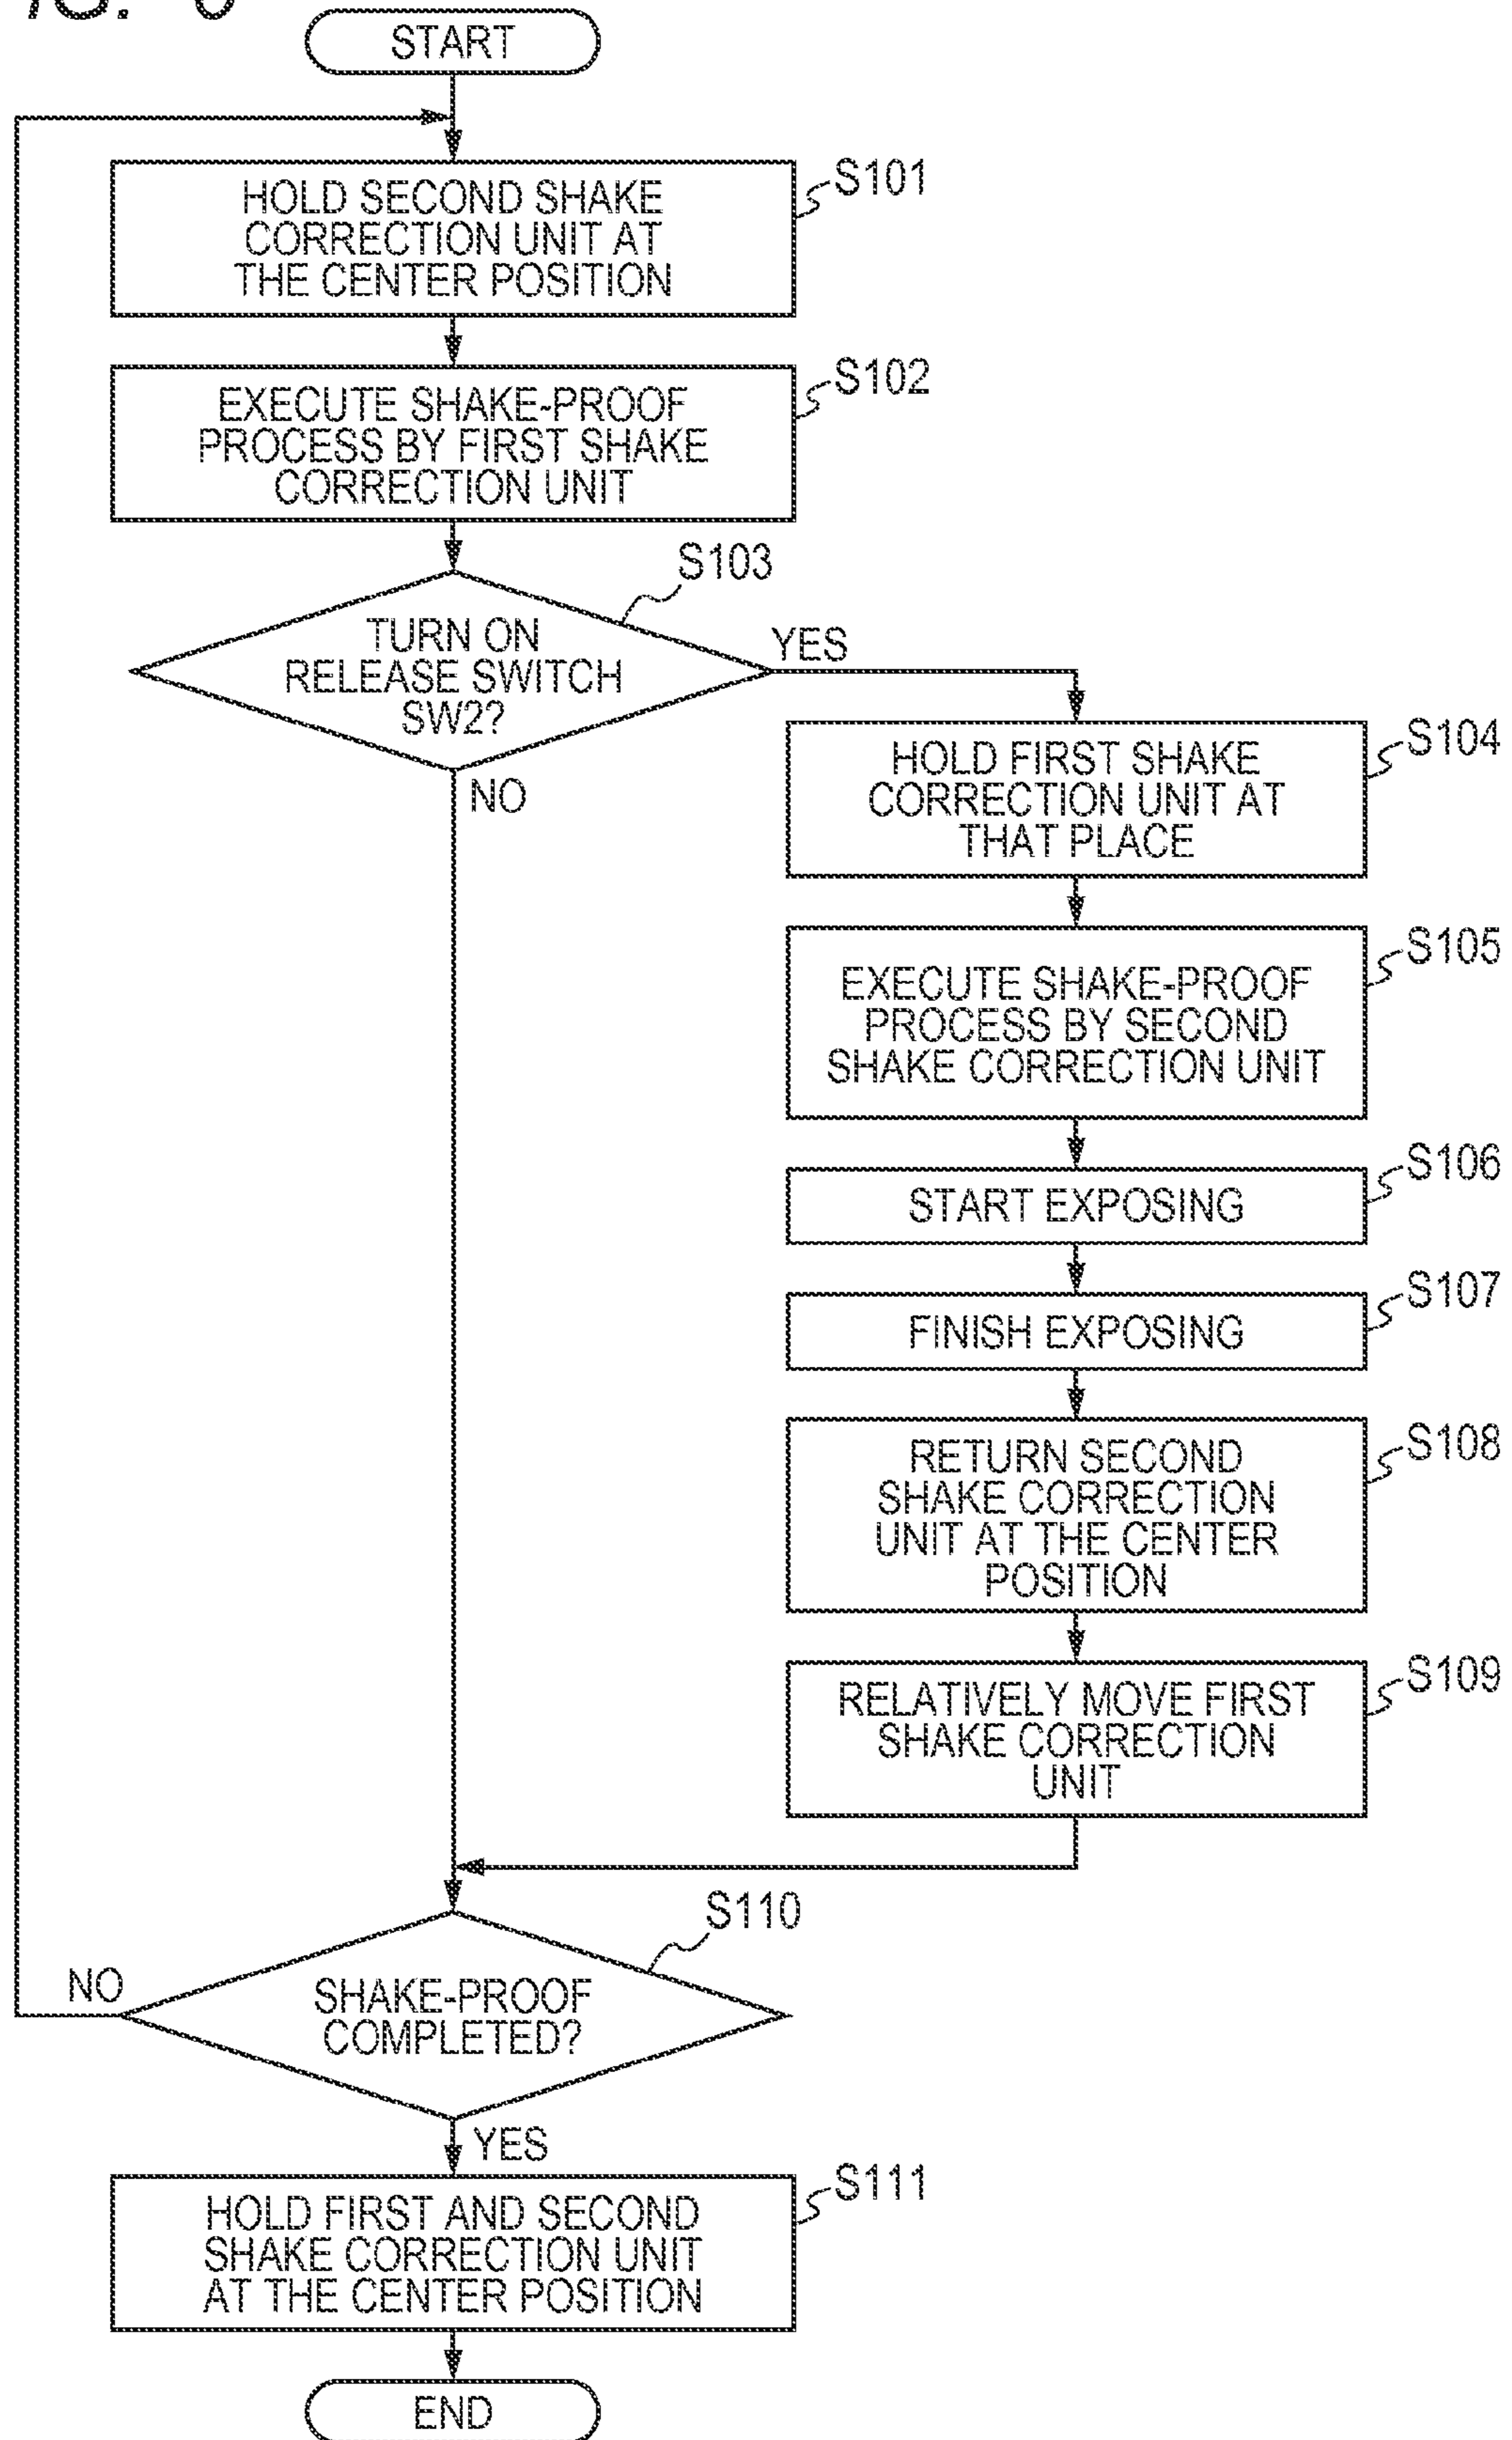 START
HOLD SECOND SHAKE
CORRECTION UNIT AT
THE CENTER POSITION
S101
EXECUTE SHAKE-PROOF
PROCESS BY FIRST SHAKE
CORRECTION UNIT
S102
S103
TURN ON
RELEASE SWITCH
SW2?
YES
NO
HOLD FIRST SHAKE
CORRECTION UNIT AT
THAT PLACE
S104
EXECUTE SHAKE-PROOF
PROCESS BY SECOND
SHAKE CORRECTION UNIT
S105
START EXPOSING
S106
FINISH EXPOSING
S107
RETURN SECOND
SHAKE CORRECTION
UNIT AT THE CENTER
POSITION
S108
RELATIVELY MOVE FIRST
SHAKE CORRECTION
UNIT
S109
S110
SHAKE-PROOF
COMPLETED?
NO
YES
HOLD FIRST AND SECOND
SHAKE CORRECTION UNIT
AT THE CENTER POSITION
S111
END